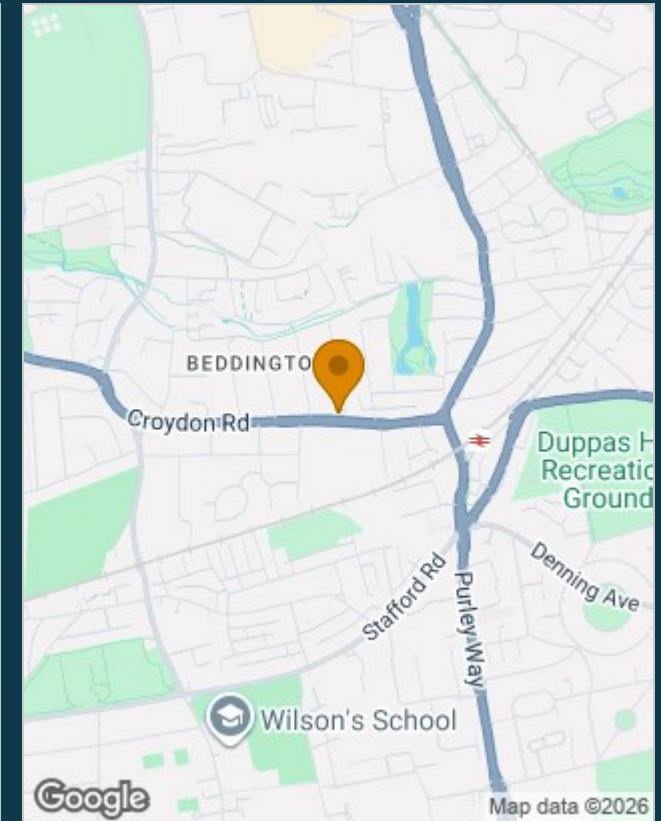 BEDDINGTO
Croydon Rd
Duppas H
Recreatio
Ground
Denning Ave
Stafford Rd
Purley Way
Wilson's School
Google
Map data ©2026